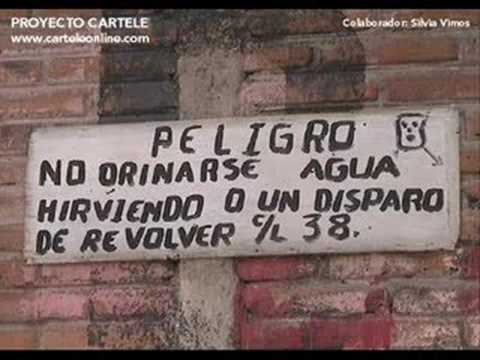 PROYECTO CARTELE
www.carteleonline.com
Colaborador: Silvia Vimos
PELIGRO
NO ORINARSE AGUA
HIRVIENDO O UN DISPARO
DE REVOLVER C/L 38.